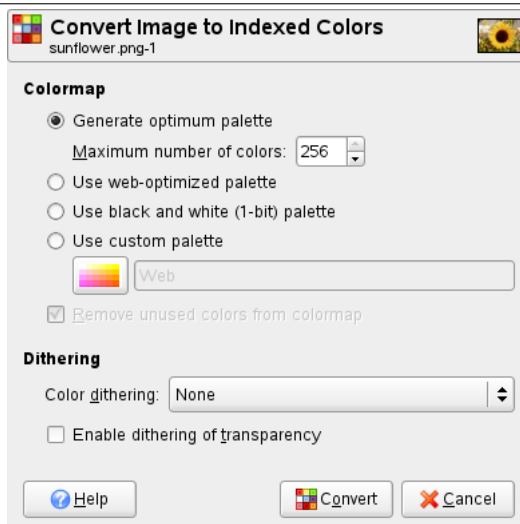 Convert Image to Indexed Colors
sunflower.png-1
Colormap
Generate optimum palette
Maximum number of colors: 256
Use web-optimized palette
Use black and white (1-bit) palette
Use custom palette
Web
Remove unused colors from colormap
Dithering
Color dithering: None
Enable dithering of transparency
Help Convert Cancel